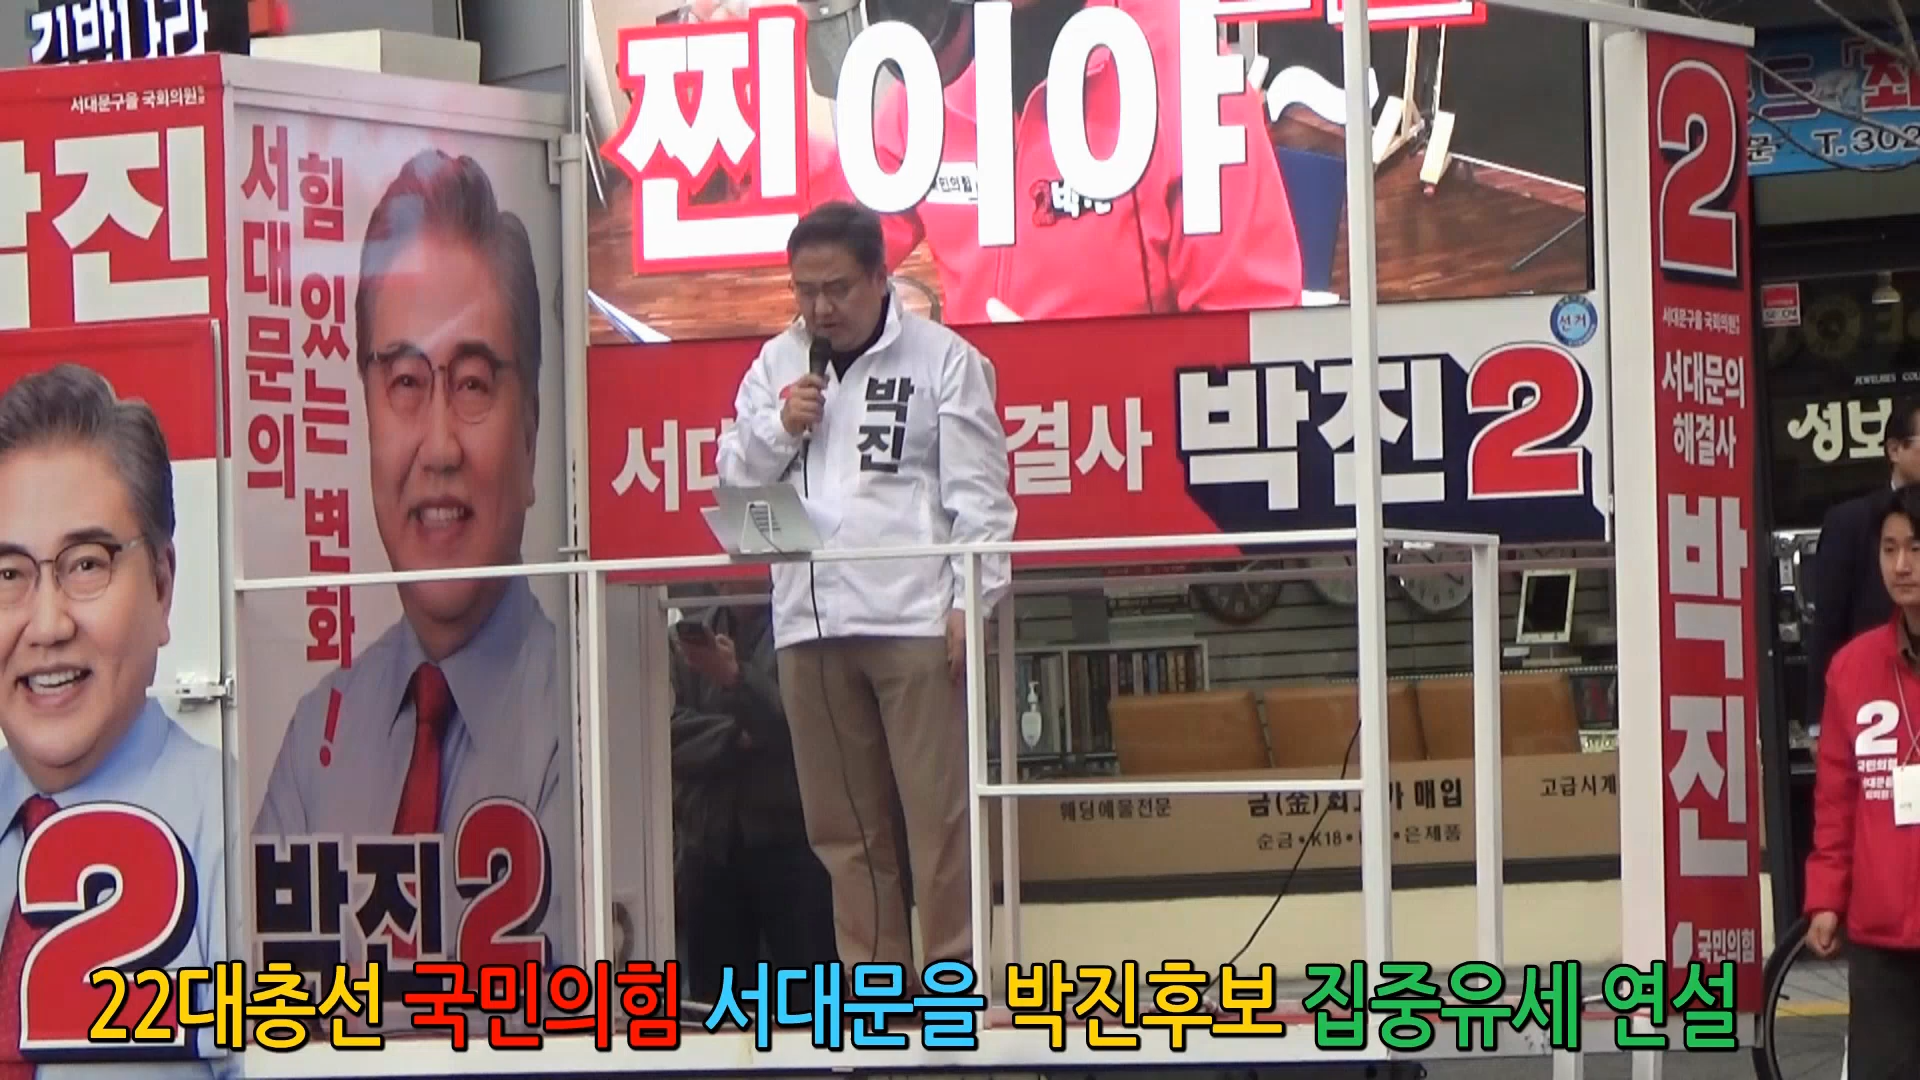 서대문구을 국회의원
박진
서대문의
힘 있는 변화!
박진 2
2
찐이야~
박진
서대 결사 박진 2
선거
2
서대문구을 국회의원
서대문의
해결사
박진
국민의힘
T. 302
성보
웨딩예물전문
금(金) 매입
고급시계
순금•K18• •은제품
2
국민의힘
22대총선 국민의힘 서대문을 박진후보 집중유세 연설